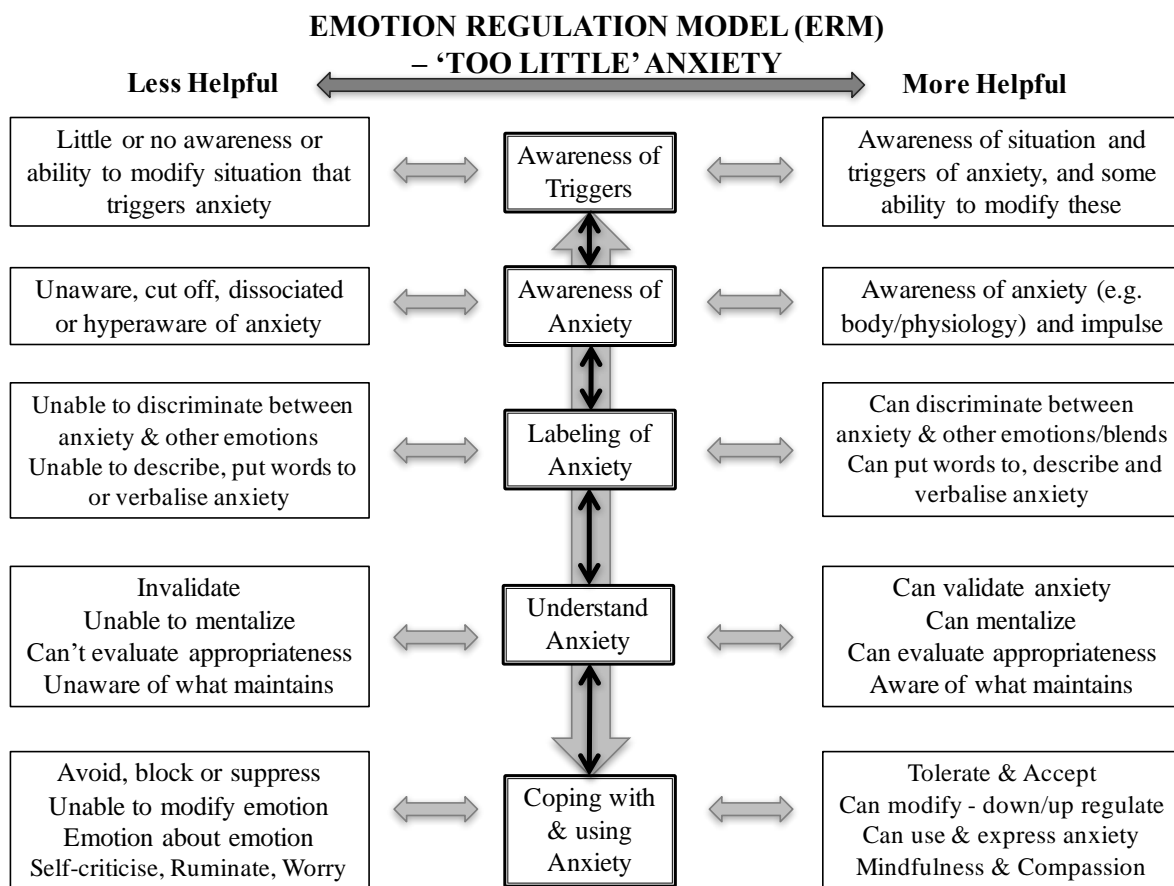 EMOTION REGULATION MODEL (ERM)
– ‘TOO LITTLE’ ANXIETY
Less Helpful
More Helpful
Little or no awareness or
ability to modify situation that
triggers anxiety
Awareness of
Triggers
Awareness of situation and
triggers of anxiety, and some
ability to modify these
Unaware, cut off, dissociated
or hyperaware of anxiety
Awareness of
Anxiety
Awareness of anxiety (e.g.
body/physiology) and impulse
Unable to discriminate between
anxiety & other emotions
Unable to describe, put words to
or verbalise anxiety
Labeling of
Anxiety
Can discriminate between
anxiety & other emotions/blends
Can put words to, describe and
verbalise anxiety
Invalidate
Unable to mentalize
Can’t evaluate appropriateness
Unaware of what maintains
Understand
Anxiety
Can validate anxiety
Can mentalize
Can evaluate appropriateness
Aware of what maintains
Avoid, block or suppress
Unable to modify emotion
Emotion about emotion
Self-criticise, Ruminate, Worry
Coping with
& using
Anxiety
Tolerate & Accept
Can modify - down/up regulate
Can use & express anxiety
Mindfulness & Compassion